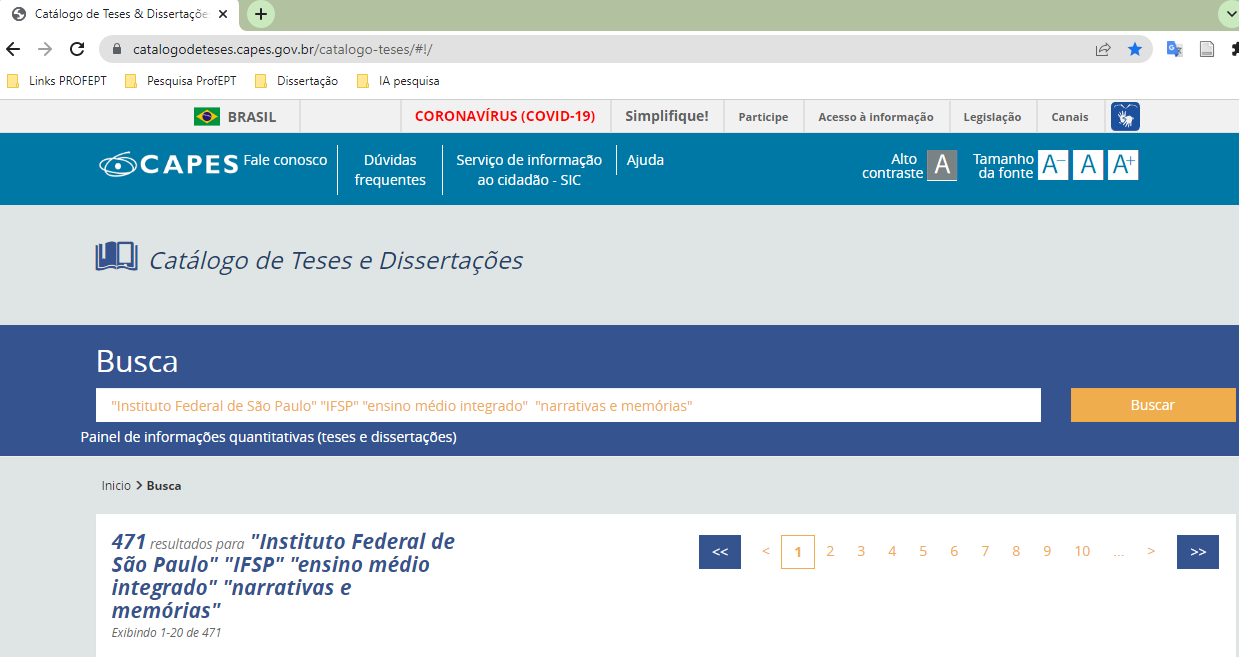 Catálogo de Teses & Dissertaçõe
catalogodeteses.capes.gov.br/catalogo-teses/#!/
Links PROFEPT Pesquisa ProfEPT Dissertação IA pesquisa
BRASIL CORONAVÍRUS (COVID-19) Simplifique! Participe Acesso à informação Legislação Canais
CAPES Fale conosco Dúvidas frequentes Serviço de informação ao cidadão - SIC Ajuda Alto contraste A Tamanho da fonte A- A A+
Catálogo de Teses e Dissertações
Busca
"Instituto Federal de São Paulo" "IFSP" "ensino médio integrado"  "narrativas e memórias" Buscar
Painel de informações quantitativas (teses e dissertações)
Inicio > Busca
471 resultados para "Instituto Federal de
São Paulo" "IFSP" "ensino médio
integrado" "narrativas e
memórias"
Exibindo 1-20 de 471
<< < 1 2 3 4 5 6 7 8 9 10 ... > >>